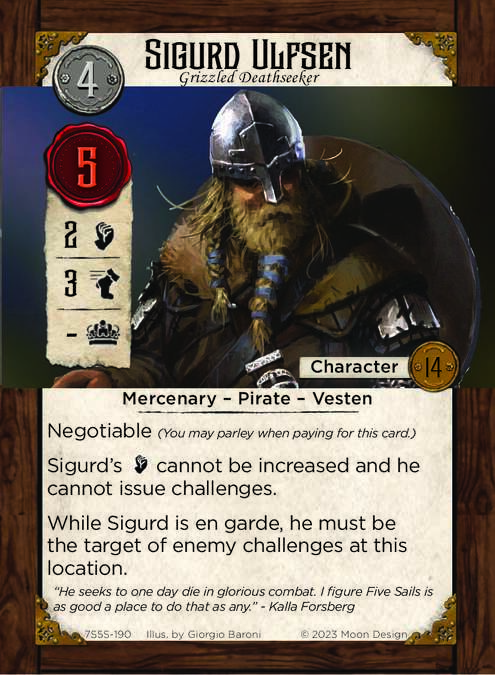 Sigurd Ulfsen
Grizzled Deathseeker
4
5
2
3
-
Character 14
Mercenary – Pirate – Vesten
Negotiable (You may parley when paying for this card.)
Sigurd's cannot be increased and he
cannot issue challenges.
While Sigurd is en garde, he must be
the target of enemy challenges at this
location.
"He seeks to one day die in glorious combat. I figure Five Sails is
as good a place to do that as any." - Kalla Forsberg
7S5S-190 Illus. by Giorgio Baroni © 2023 Moon Design